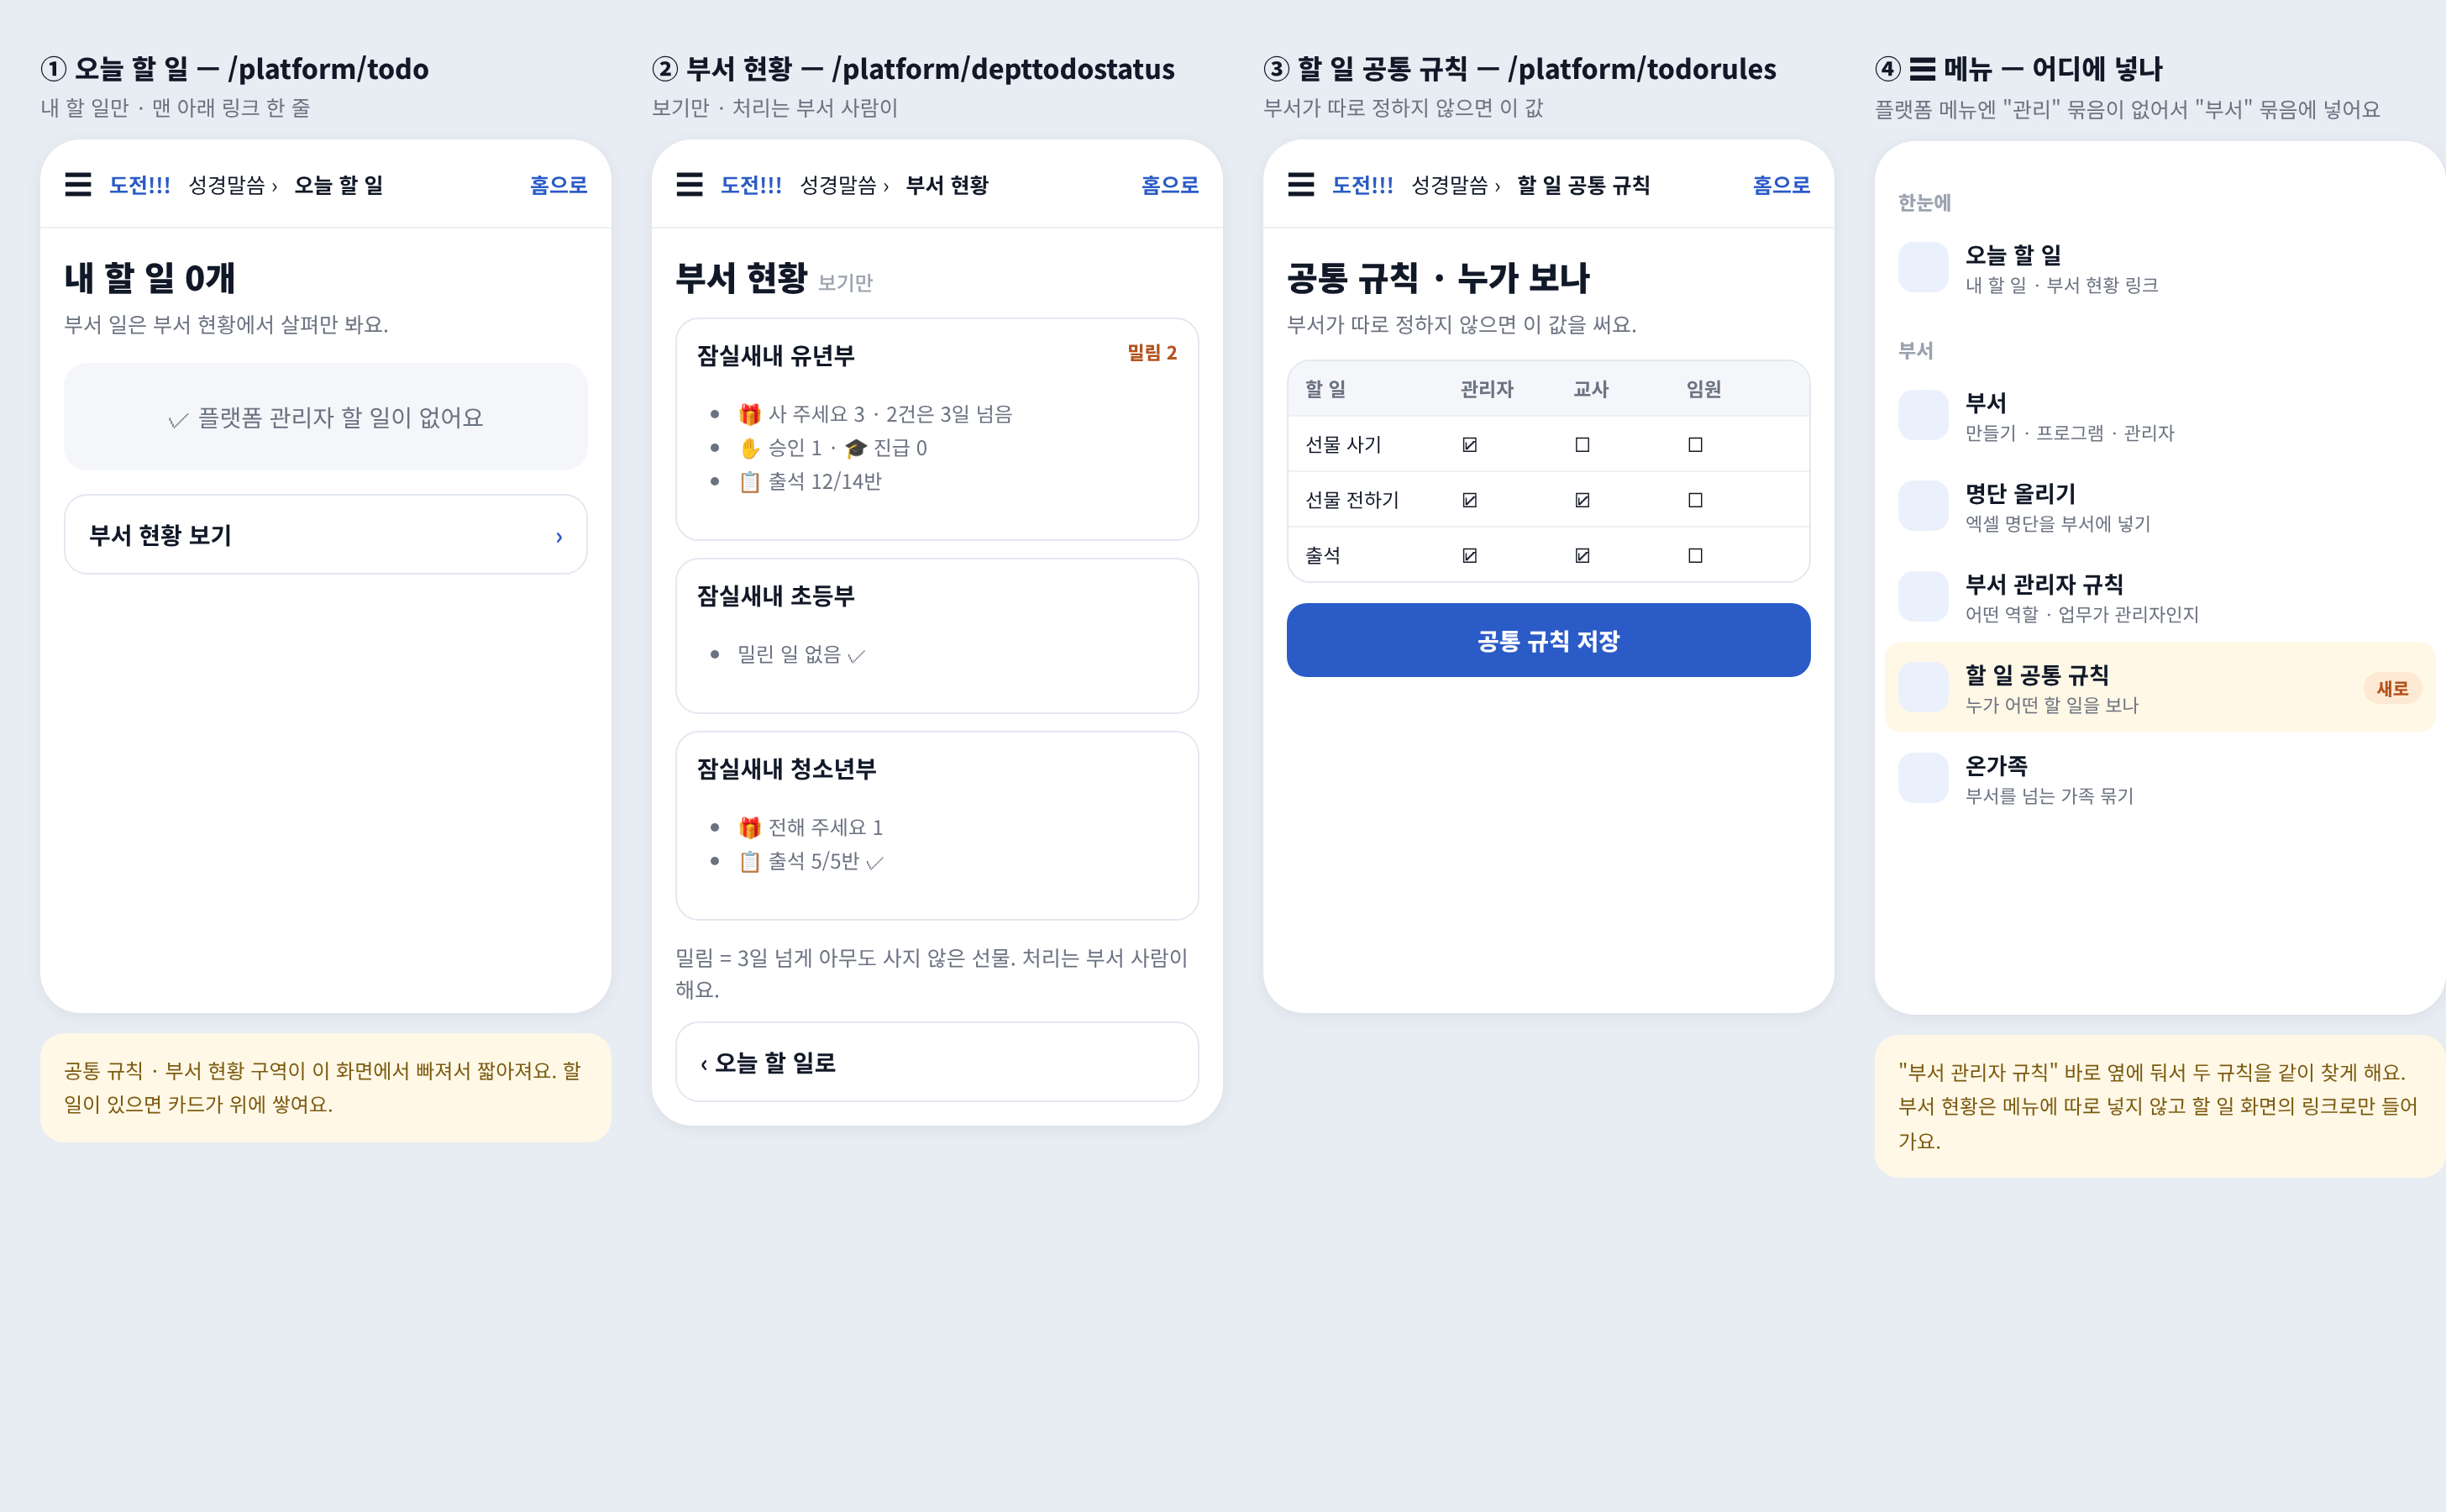 ① 오늘 할 일 — /platform/todo
내 할 일만 · 맨 아래 링크 한 줄
☰ 도전!!! 성경말씀 › 오늘 할 일 홈으로
내 할 일 0개
부서 일은 부서 현황에서 살펴만 봐요.
✓ 플랫폼 관리자 할 일이 없어요
부서 현황 보기 ›
공통 규칙 · 부서 현황 구역이 이 화면에서 빠져서 짧아져요. 할
일이 있으면 카드가 위에 쌓여요.
② 부서 현황 — /platform/depttodostatus
보기만 · 처리는 부서 사람이
☰ 도전!!! 성경말씀 › 부서 현황 홈으로
부서 현황 보기만
잠실새내 유년부 밀림 2
🎁 사 주세요 3 · 2건은 3일 넘음
✋ 승인 1 · 🎓 진급 0
📋 출석 12/14반
잠실새내 초등부
밀린 일 없음 ✓
잠실새내 청소년부
🎁 전해 주세요 1
📋 출석 5/5반 ✓
밀림 = 3일 넘게 아무도 사지 않은 선물. 처리는 부서 사람이
해요.
‹ 오늘 할 일로
③ 할 일 공통 규칙 — /platform/todorules
부서가 따로 정하지 않으면 이 값
☰ 도전!!! 성경말씀 › 할 일 공통 규칙 홈으로
공통 규칙 · 누가 보나
부서가 따로 정하지 않으면 이 값을 써요.
할 일 관리자 교사 임원
선물 사기 ☑ ☐ ☐
선물 전하기 ☑ ☑ ☐
출석 ☑ ☑ ☐
공통 규칙 저장
④ ☰ 메뉴 — 어디에 넣나
플랫폼 메뉴엔 "관리" 묶음이 없어서 "부서" 묶음에 넣어요
한눈에
오늘 할 일
내 할 일 · 부서 현황 링크
부서
부서
만들기 · 프로그램 · 관리자
명단 올리기
엑셀 명단을 부서에 넣기
부서 관리자 규칙
어떤 역할 · 업무가 관리자인지
할 일 공통 규칙 새로
누가 어떤 할 일을 보나
온가족
부서를 넘는 가족 묶기
"부서 관리자 규칙" 바로 옆에 둬서 두 규칙을 같이 찾게 해요.
부서 현황은 메뉴에 따로 넣지 않고 할 일 화면의 링크로만 들어
가요.